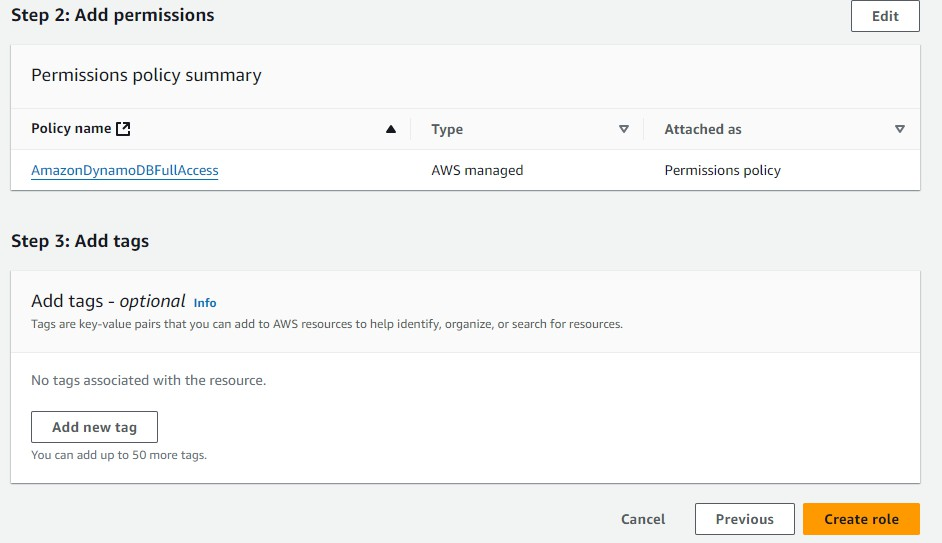 Step 2: Add permissions
Edit
Permissions policy summary
Policy name
Type
Attached as
AmazonDynamoDBFullAccess
AWS managed
Permissions policy
Step 3: Add tags
Add tags - optional Info
Tags are key-value pairs that you can add to AWS resources to help identify, organize, or search for resources.
No tags associated with the resource.
Add new tag
You can add up to 50 more tags.
Cancel
Previous
Create role